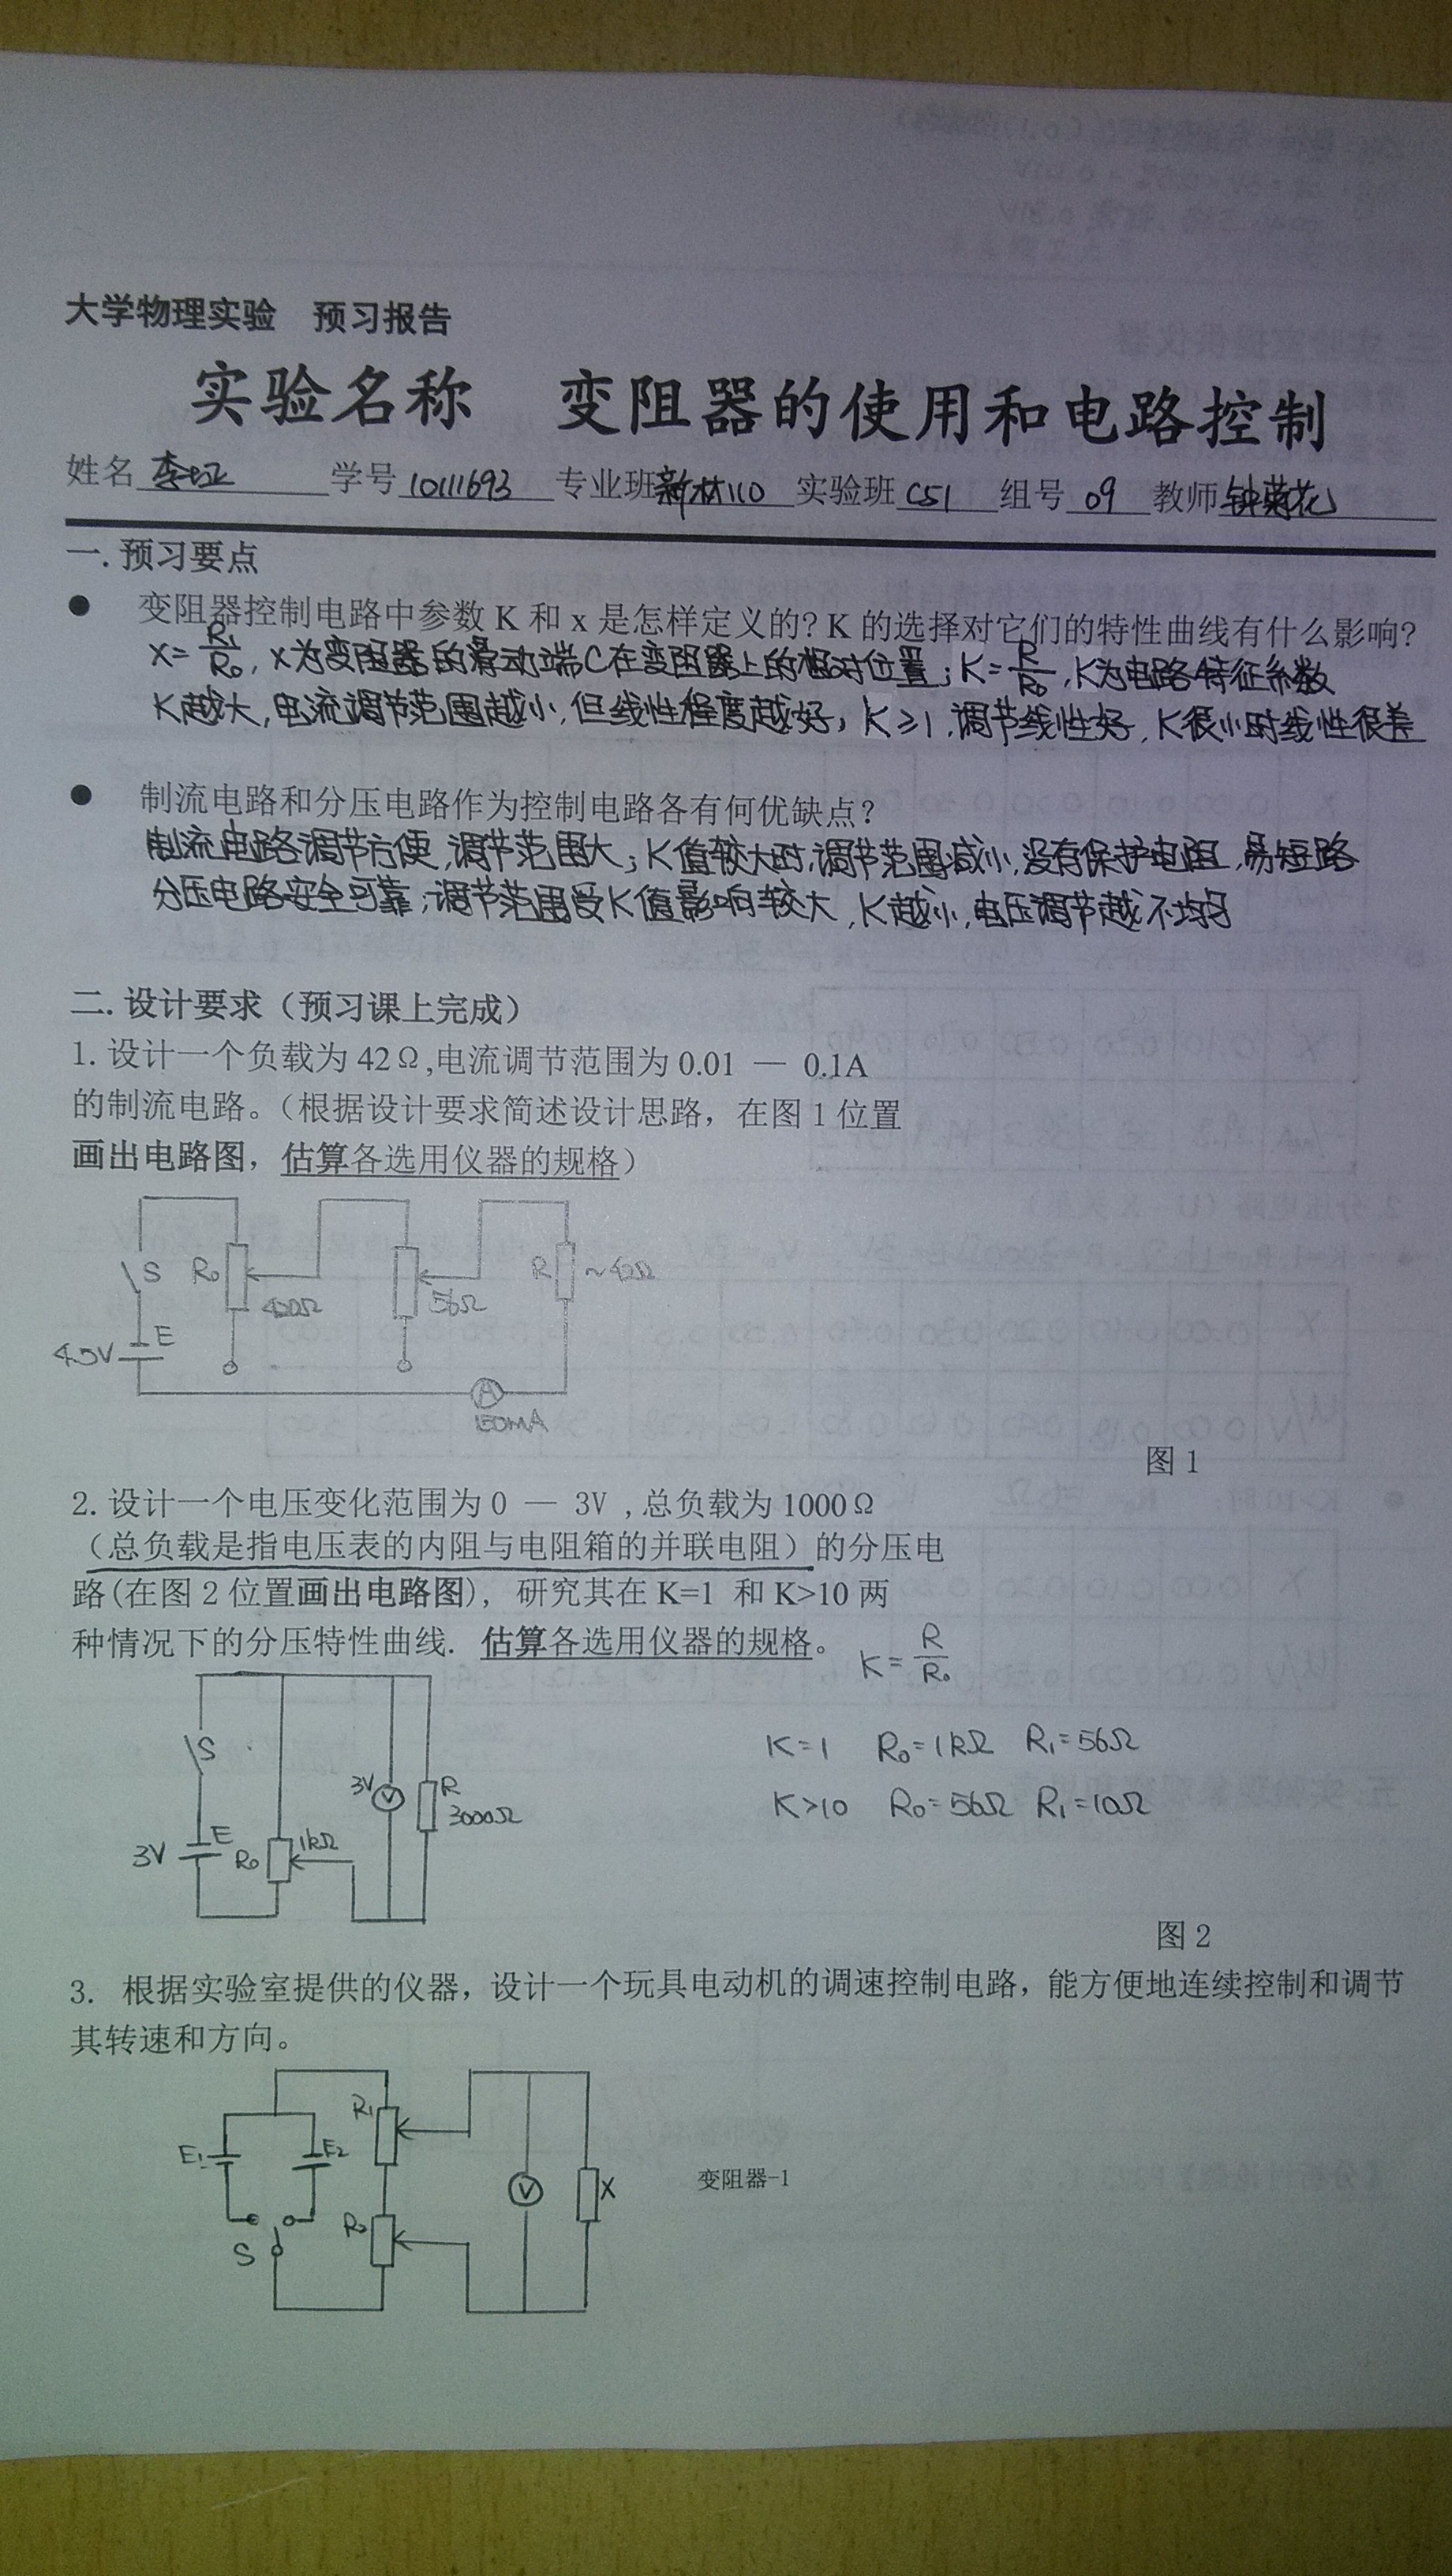 大学物理实验 预习报告
实验名称 变阻器的使用和电路控制
姓名 李 学号 10111693 专业班 新材110 实验班 C51 组号 09 教师 钟菊花
一.预习要点
● 变阻器控制电路中参数 K 和 x 是怎样定义的? K 的选择对它们的特性曲线有什么影响?
X=R₁/R₀, X为变阻器的滑动端C在变阻器上的相对位置; K=R/R₀, K为电路特征系数
K越大,电流调节范围越小,但线性程度越好, K≥1,调节线性好, K很小时线性很差
● 制流电路和分压电路作为控制电路各有何优缺点?
制流电路调节方便,调节范围大; K值较大时,调节范围减小,没有保护电阻,易短路
分压电路安全可靠;调节范围受K值影响较大, K越小,电压调节越不均匀
二.设计要求（预习课上完成）
1.设计一个负载为 42Ω,电流调节范围为 0.01 — 0.1A
的制流电路。（根据设计要求简述设计思路，在图 1 位置
画出电路图，估算各选用仪器的规格）
S R₀ R ~42Ω
400Ω 56Ω
4.5V E
A
150mA
图 1
2.设计一个电压变化范围为 0 — 3V ,总负载为 1000Ω
（总负载是指电压表的内阻与电阻箱的并联电阻）的分压电
路(在图 2 位置画出电路图), 研究其在 K=1 和 K>10 两
种情况下的分压特性曲线. 估算各选用仪器的规格。 K=R/R₀
S K=1 R₀=1kΩ R₁=56Ω
3V V R
3000Ω K>10 R₀=56Ω R₁=10Ω
3V E R₀ 1kΩ
图 2
3. 根据实验室提供的仪器，设计一个玩具电动机的调速控制电路，能方便地连续控制和调节
其转速和方向。
R₁
E₁ E₂
V X 变阻器-1
S R₂